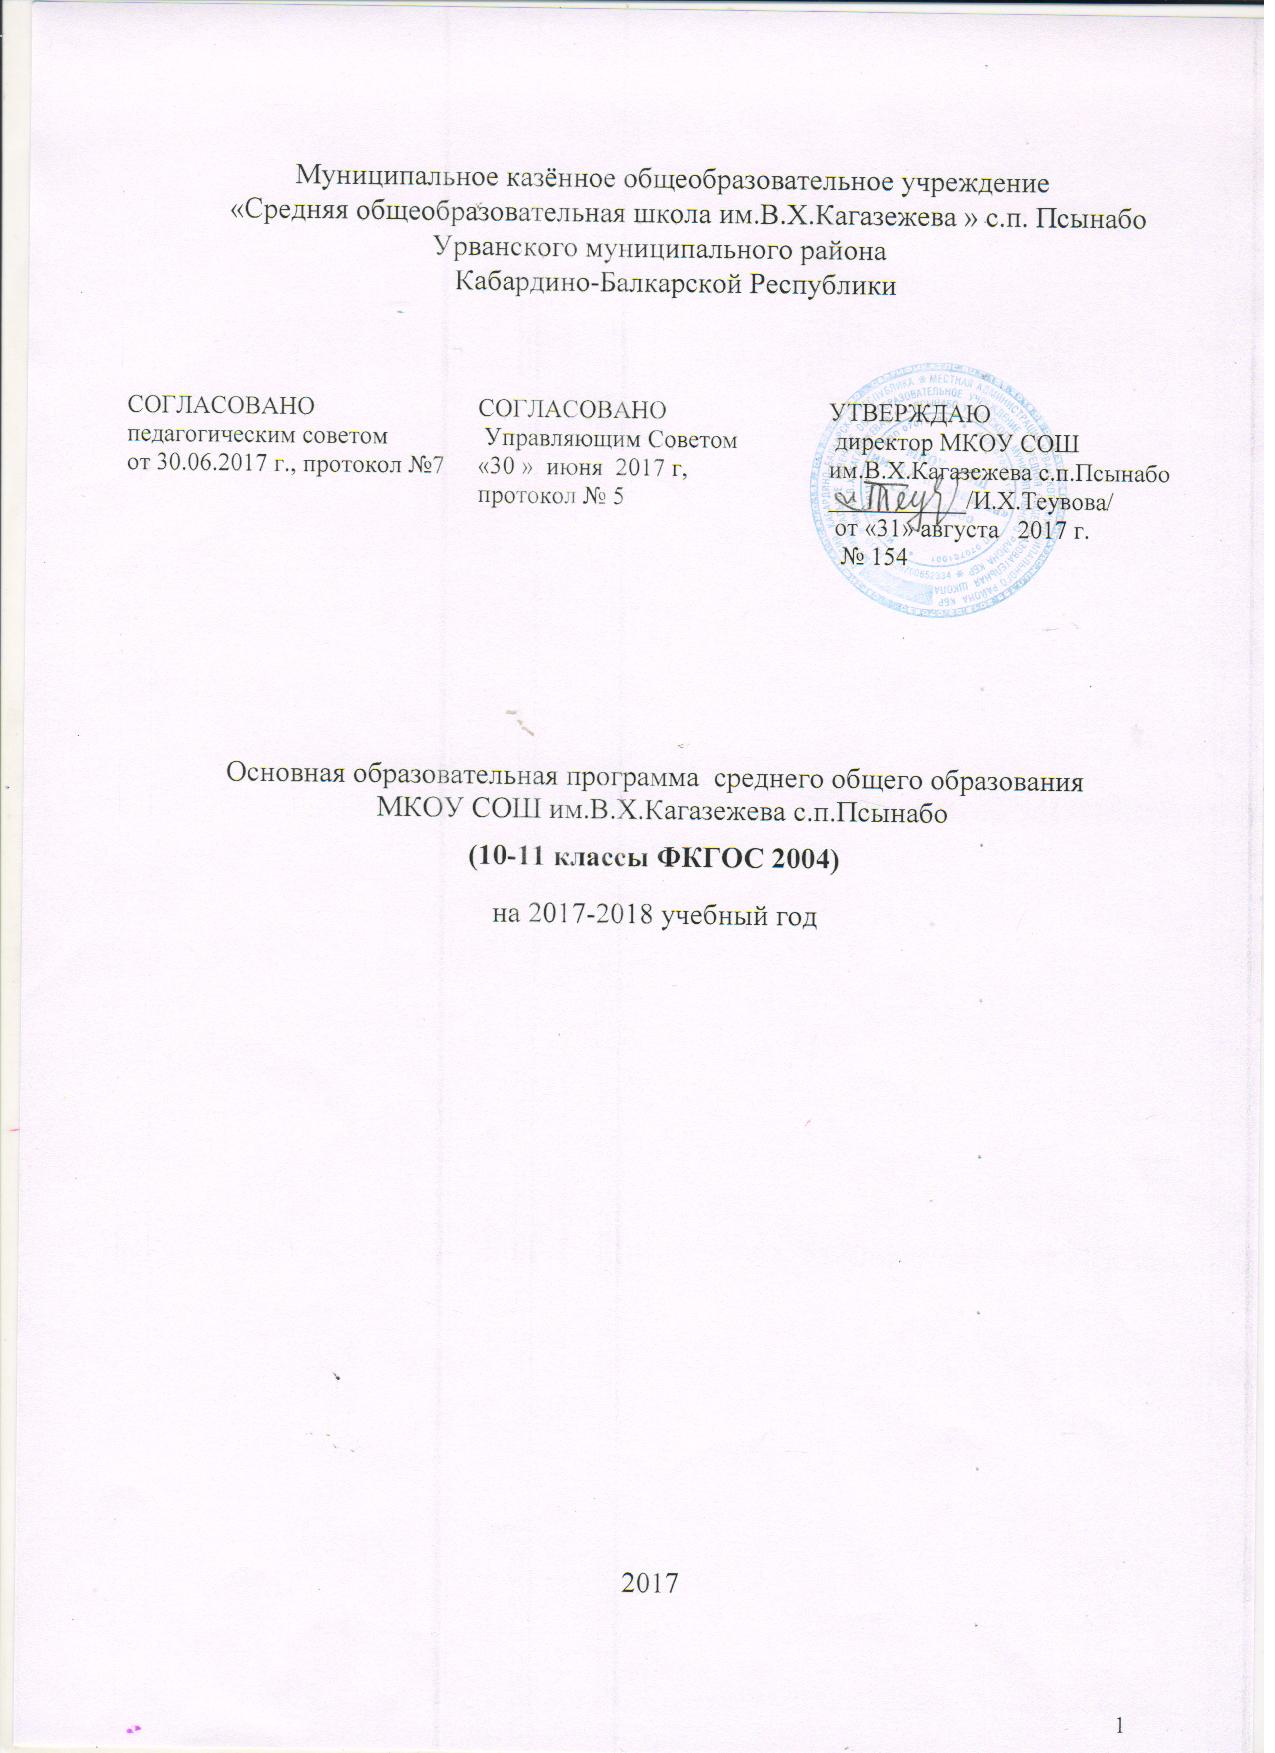 Муниципальное казённое общеобразовательное учреждение
«Средняя общеобразовательная школа им.В.Х.Кагазежева » с.п. Псынабо
Урванского муниципального района
Кабардино-Балкарской Республики
СОГЛАСОВАНО
педагогическим советом
от 30.06.2017 г., протокол №7
СОГЛАСОВАНО
Управляющим Советом
«30 » июня 2017 г,
протокол № 5
УТВЕРЖДАЮ
директор МКОУ СОШ
им.В.Х.Кагазежева с.п.Псынабо
/И.Х.Теувова/
от «31» августа 2017 г.
№ 154
Основная образовательная программа среднего общего образования
МКОУ СОШ им.В.Х.Кагазежева с.п.Псынабо
(10-11 классы ФКГОС 2004)
на 2017-2018 учебный год
2017
1